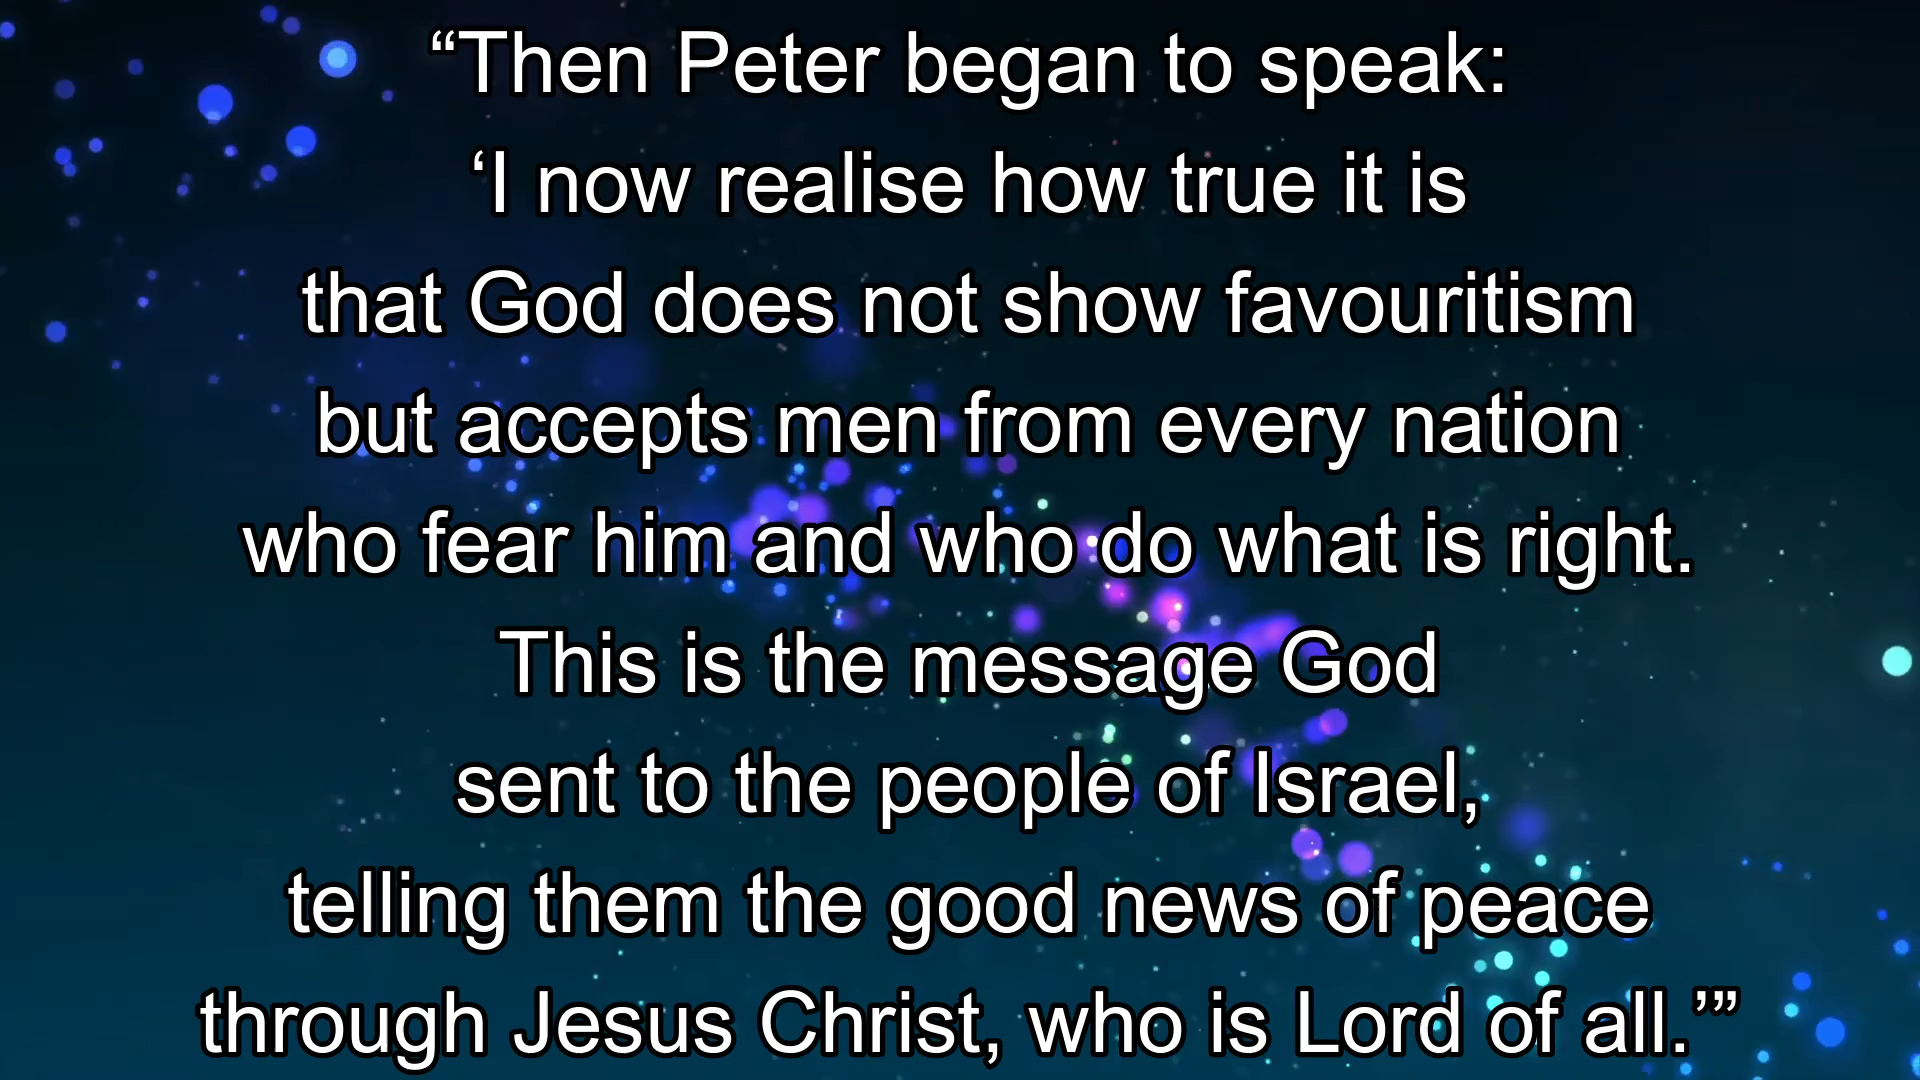 “Then Peter began to speak:
‘I now realise how true it is
that God does not show favouritism
but accepts men from every nation
who fear him and who do what is right.
This is the message God
sent to the people of Israel,
telling them the good news of peace
through Jesus Christ, who is Lord of all.’”